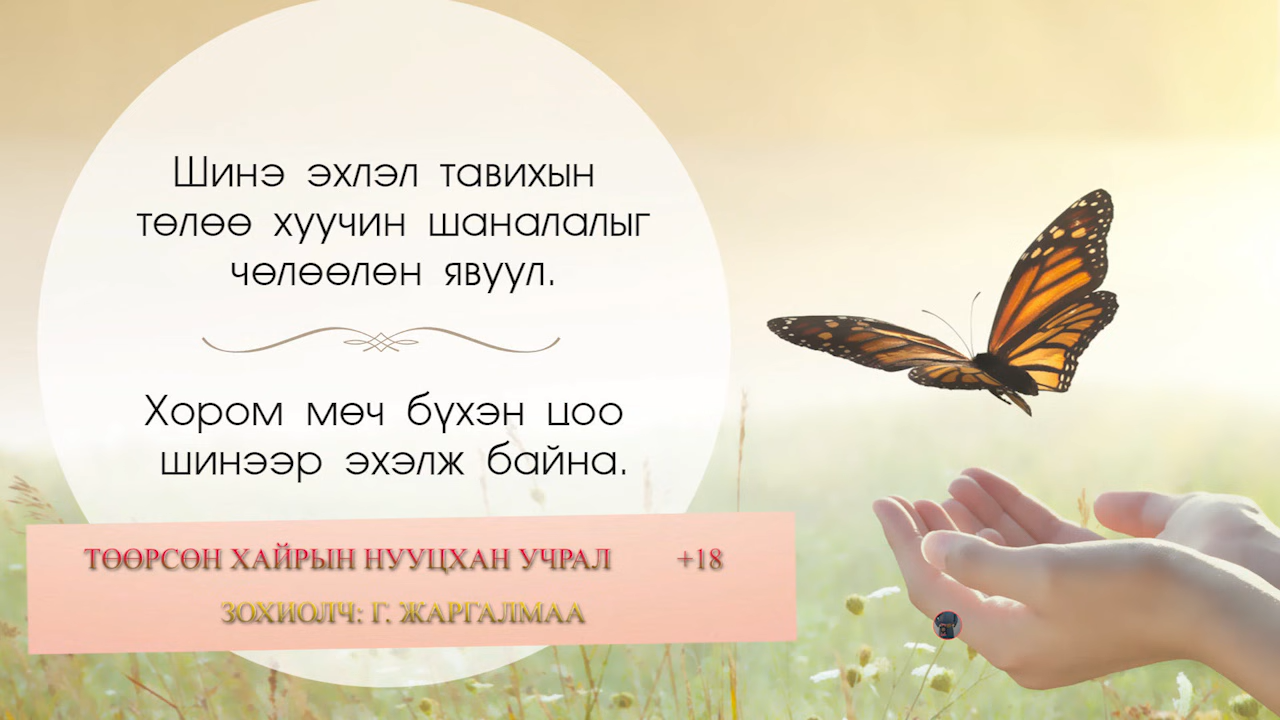 Шинэ эхлэл тавихын
төлөө хуучин шаналалыг
чөлөөлөн явуул.
Хором мөч бүхэн цоо
шинээр эхэлж байна.
ТӨӨРСӨН ХАЙРЫН НУУЦХАН УЧРАЛ +18
ЗОХИОЛЧ: Г. ЖАРГАЛМАА